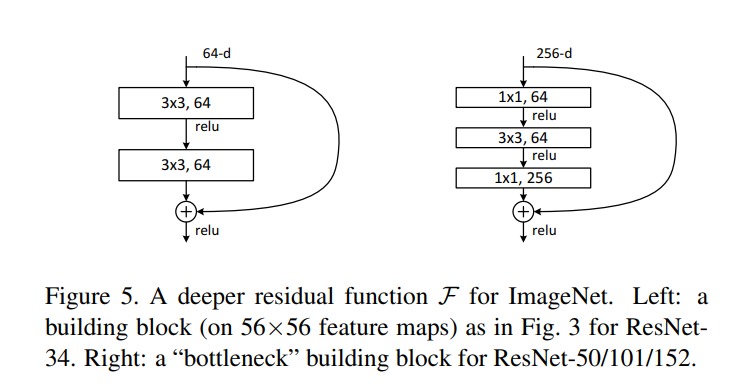 64-d
3x3, 64
relu
3x3, 64
+
relu
256-d
1x1, 64
relu
3x3, 64
relu
1x1, 256
+
relu
Figure 5. A deeper residual function F for ImageNet. Left: a
building block (on 56×56 feature maps) as in Fig. 3 for ResNet-
34. Right: a “bottleneck” building block for ResNet-50/101/152.